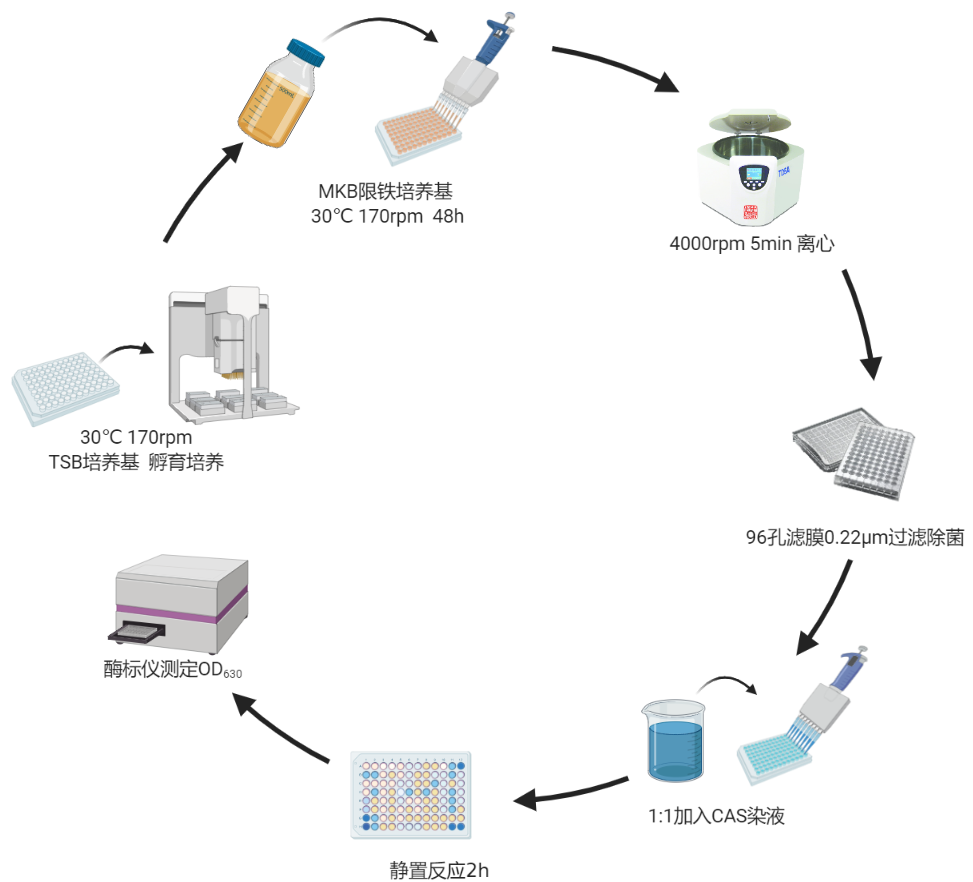 30℃ 170rpm
TSB培养基 孵育培养
500ml
MKB限铁培养基
30℃ 170rpm 48h
TD5A
4000rpm 5min 离心
96孔滤膜0.22μm过滤除菌
1:1加入CAS染液
静置反应2h
酶标仪测定OD₆₃₀